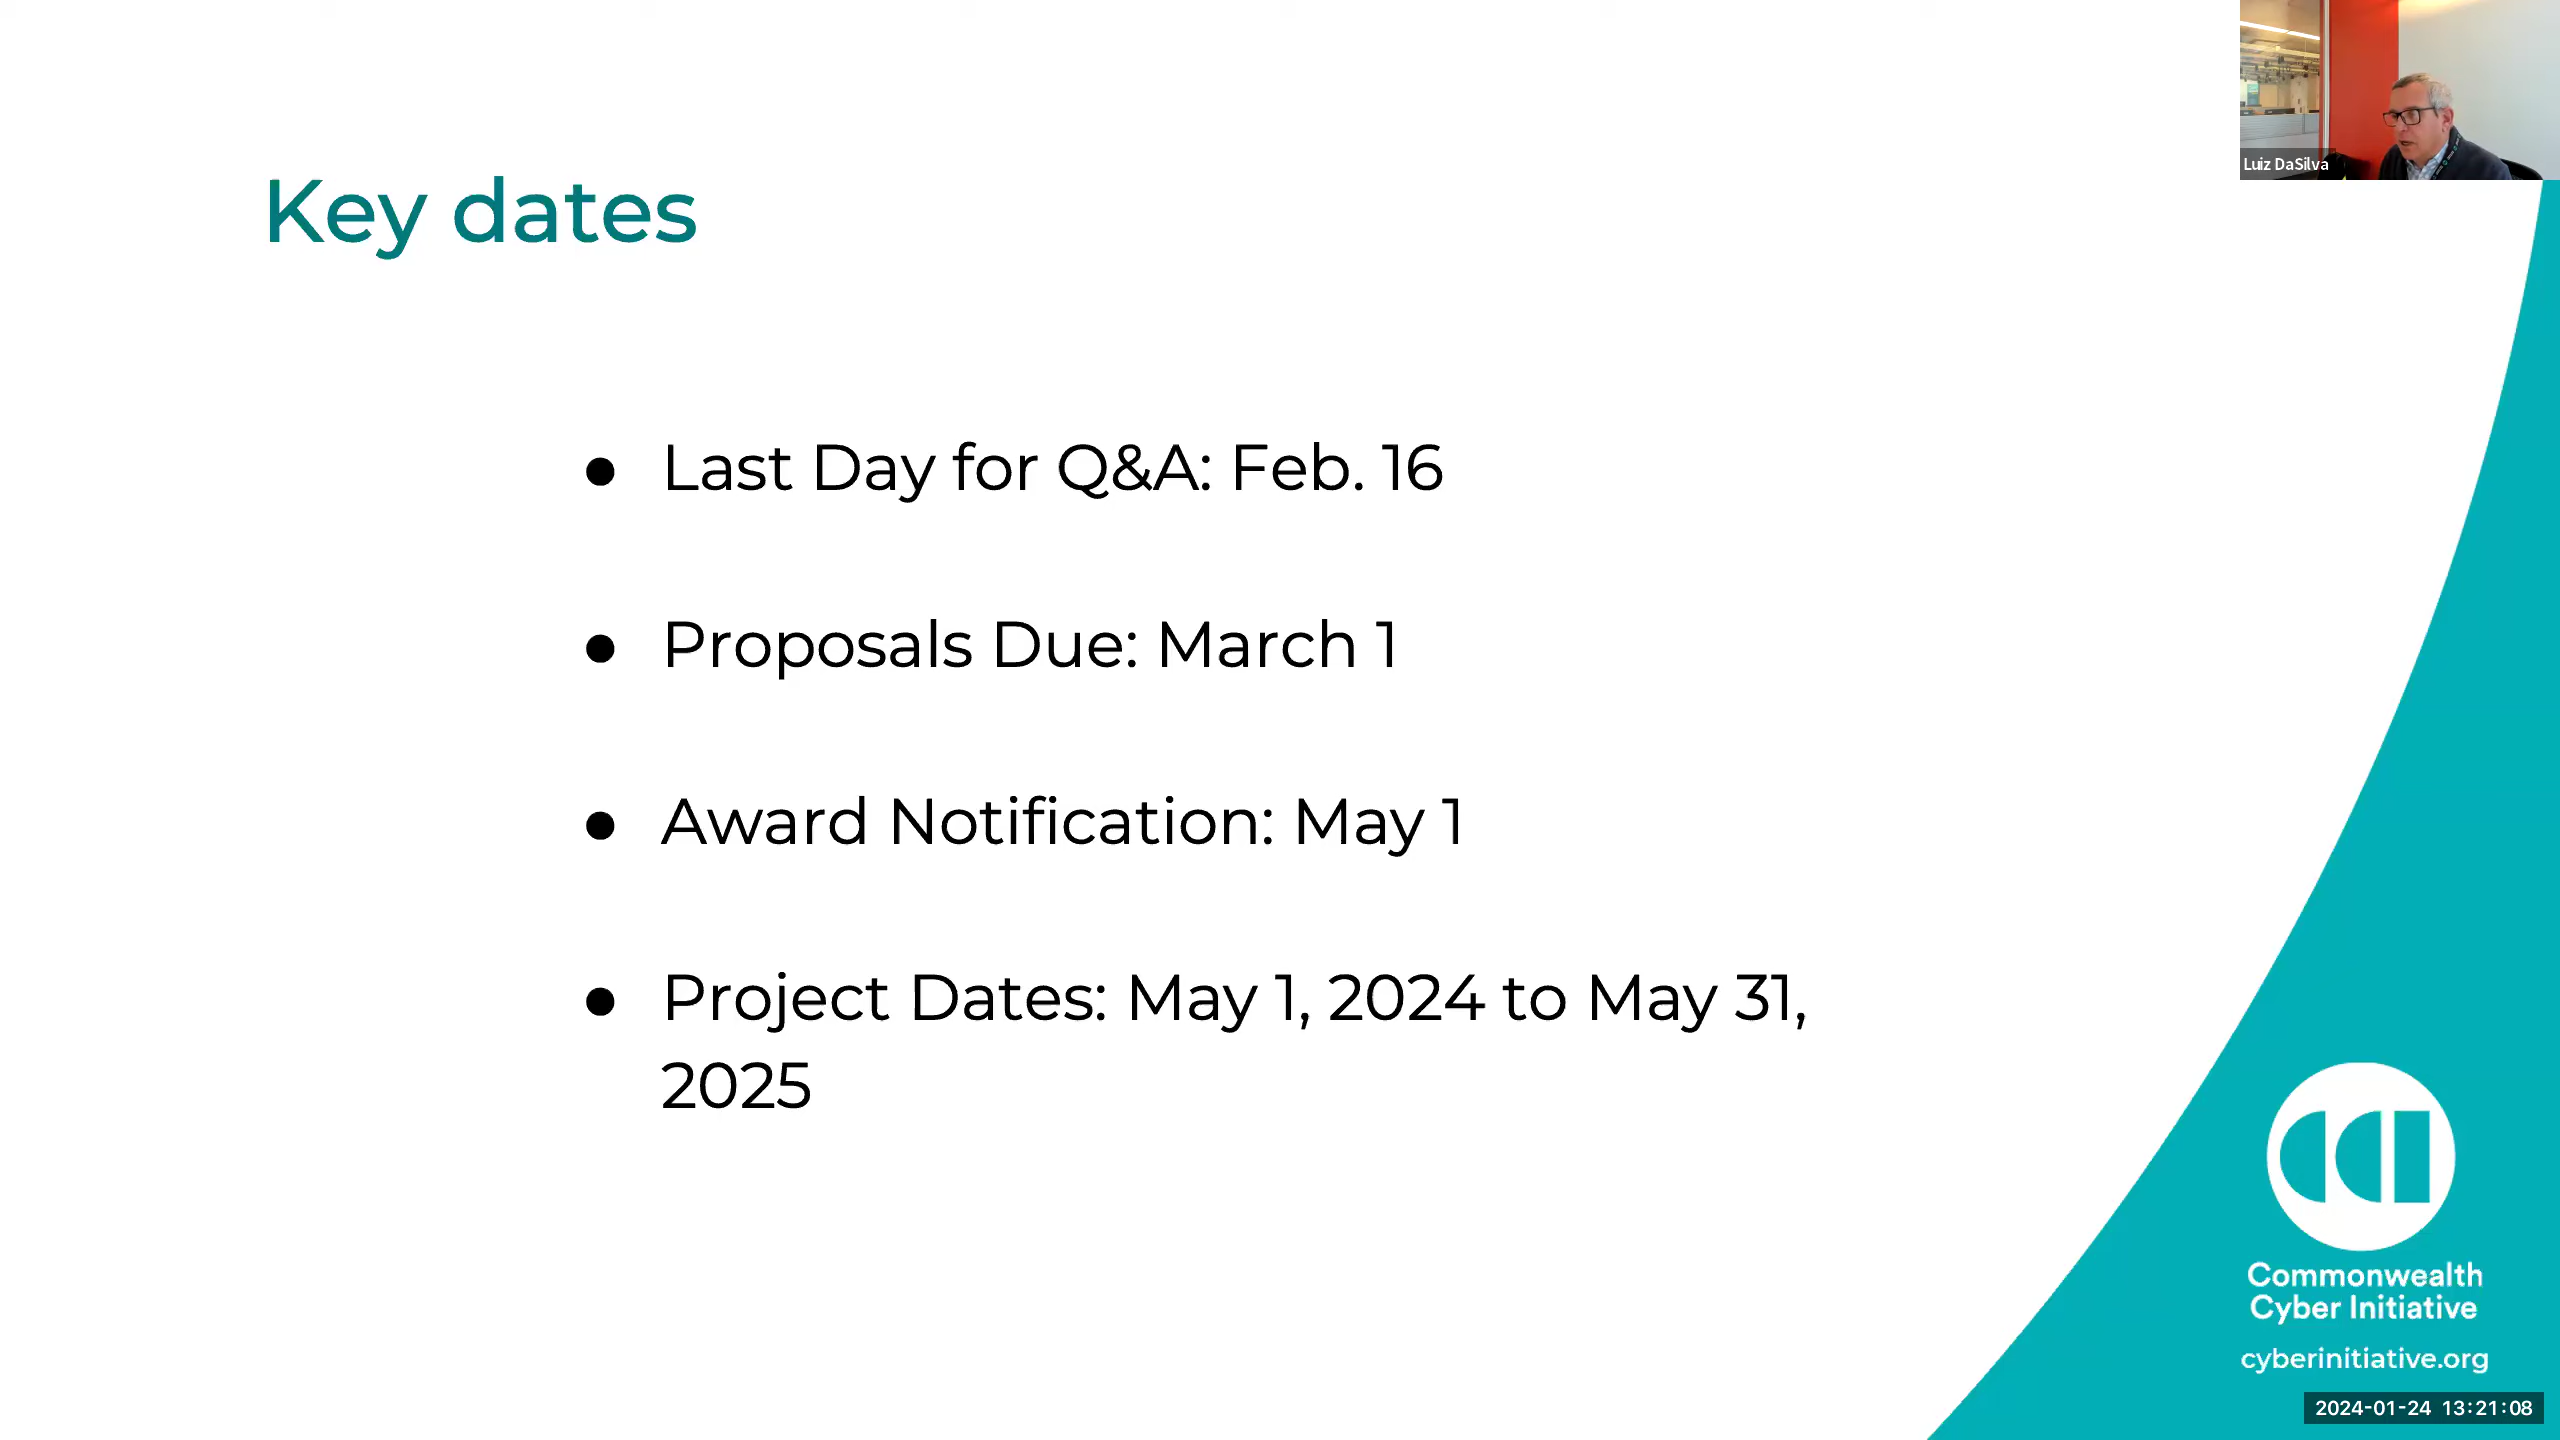 Luiz DaSilva
Key dates
● Last Day for Q&A: Feb. 16
● Proposals Due: March 1
● Award Notification: May 1
● Project Dates: May 1, 2024 to May 31,
2025
CCI
Commonwealth
Cyber Initiative
cyberinitiative.org
2024-01-24 13:21:08